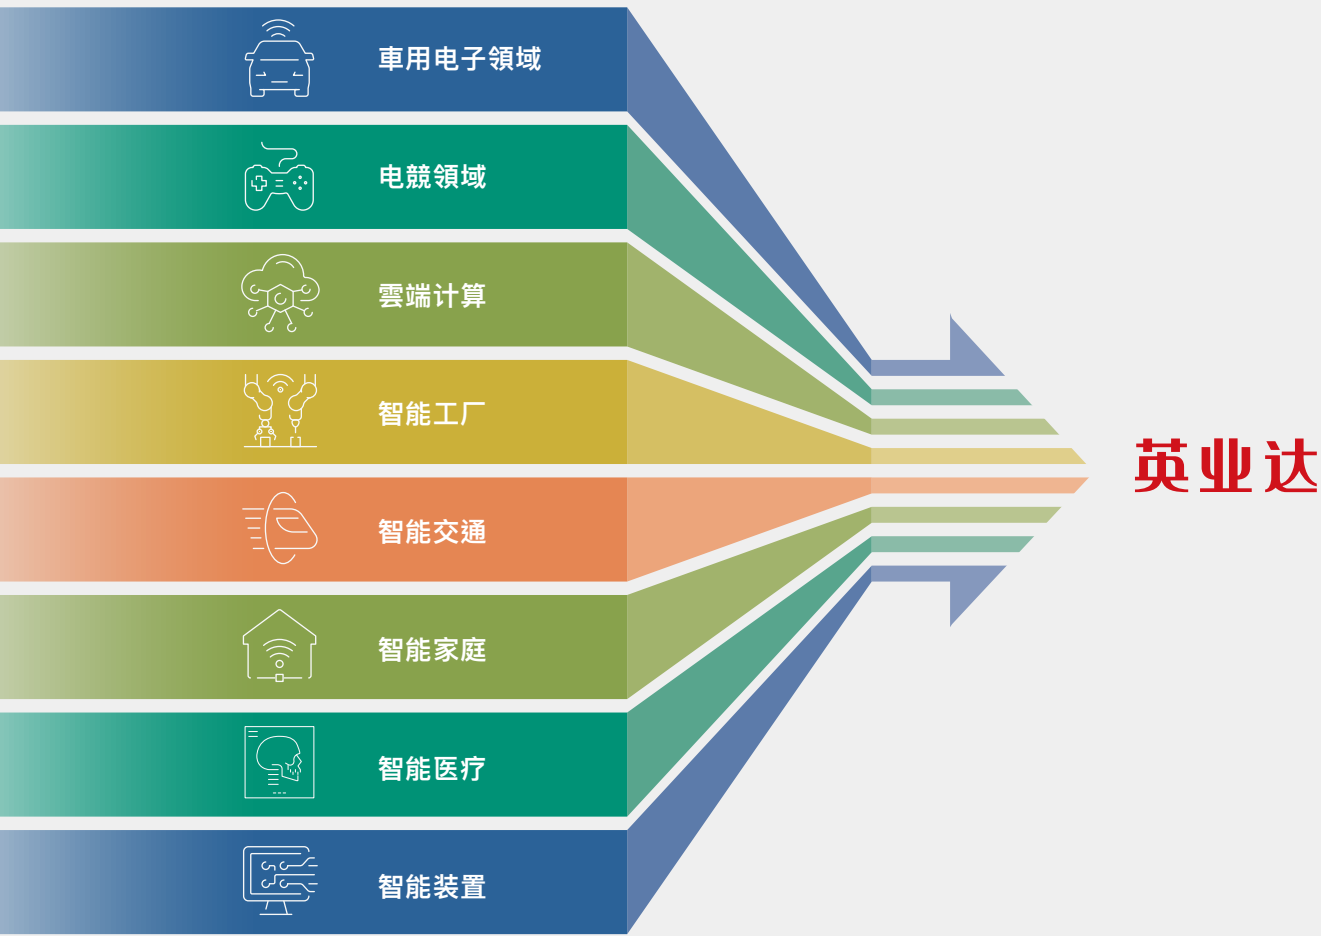 車用电子領域
电競領域
雲端计算
智能工厂
智能交通
智能家庭
智能医疗
智能装置
英业达